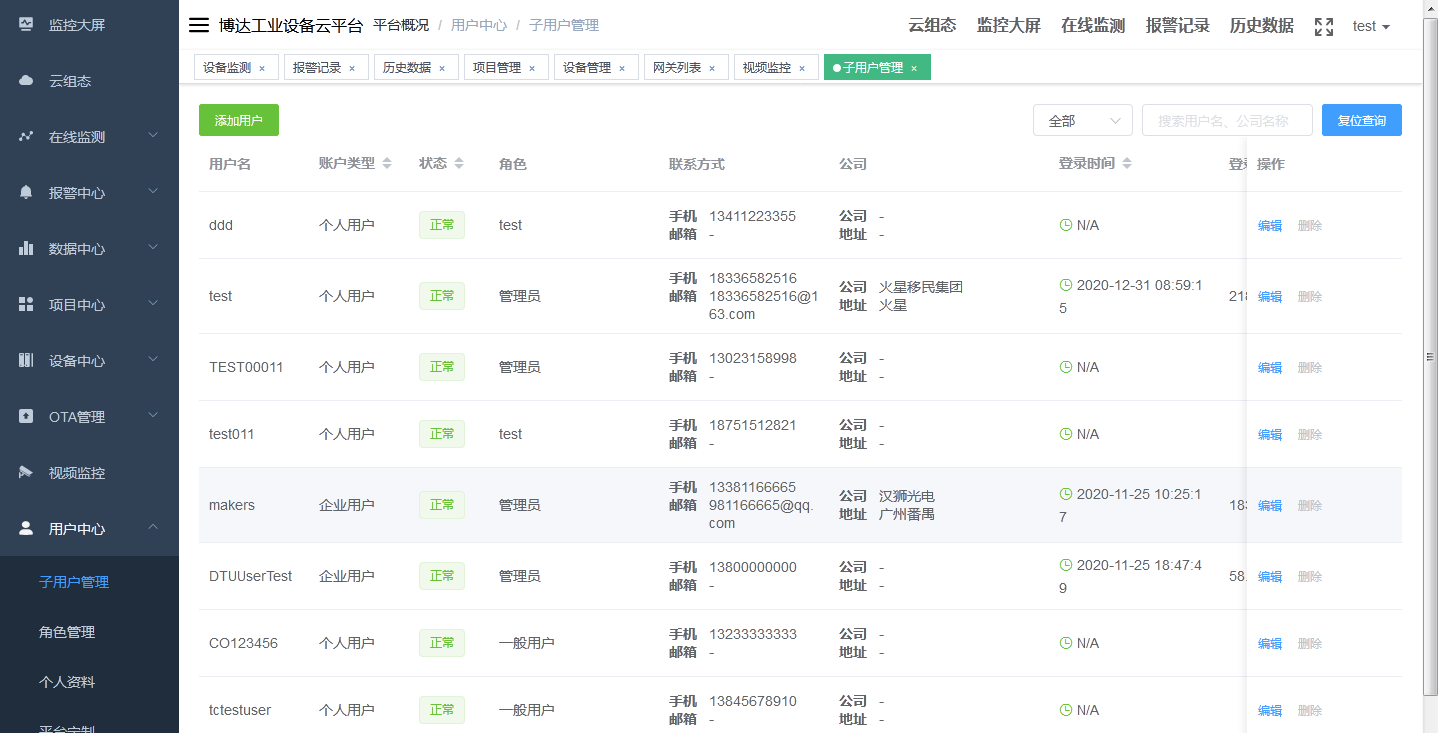 监控大屏
云组态
在线监测
报警中心
数据中心
项目中心
设备中心
OTA管理
视频监控
用户中心
子用户管理
角色管理
个人资料
平台定制
博达工业设备云平台 平台概况 / 用户中心 / 子用户管理
云组态 监控大屏 在线监测 报警记录 历史数据 test
设备监测 × 报警记录 × 历史数据 × 项目管理 × 设备管理 × 网关列表 × 视频监控 × 子用户管理 ×
添加用户 全部 搜索用户名、公司名称 复位查询
用户名 账户类型 状态 角色 联系方式 公司 登录时间 登录 操作
ddd 个人用户 正常 test 手机 13411223355 公司 - N/A 编辑 删除
邮箱 - 地址 -
test 个人用户 正常 管理员 手机 18336582516 公司 火星移民集团 2020-12-31 08:59:1 218 编辑 删除
邮箱 18336582516@1 地址 火星 5
63.com
TEST00011 个人用户 正常 管理员 手机 13023158998 公司 - N/A 编辑 删除
邮箱 - 地址 -
test011 个人用户 正常 test 手机 18751512821 公司 - N/A 编辑 删除
邮箱 - 地址 -
makers 企业用户 正常 管理员 手机 13381166665 公司 汉狮光电 2020-11-25 10:25:1 183 编辑 删除
邮箱 981166665@qq. 地址 广州番禺 7
com
DTUUserTest 企业用户 正常 管理员 手机 13800000000 公司 - 2020-11-25 18:47:4 58. 编辑 删除
邮箱 - 地址 - 9
CO123456 个人用户 正常 一般用户 手机 13233333333 公司 - N/A 编辑 删除
邮箱 - 地址 -
tctestuser 个人用户 正常 一般用户 手机 13845678910 公司 - N/A 编辑 删除
邮箱 - 地址 -